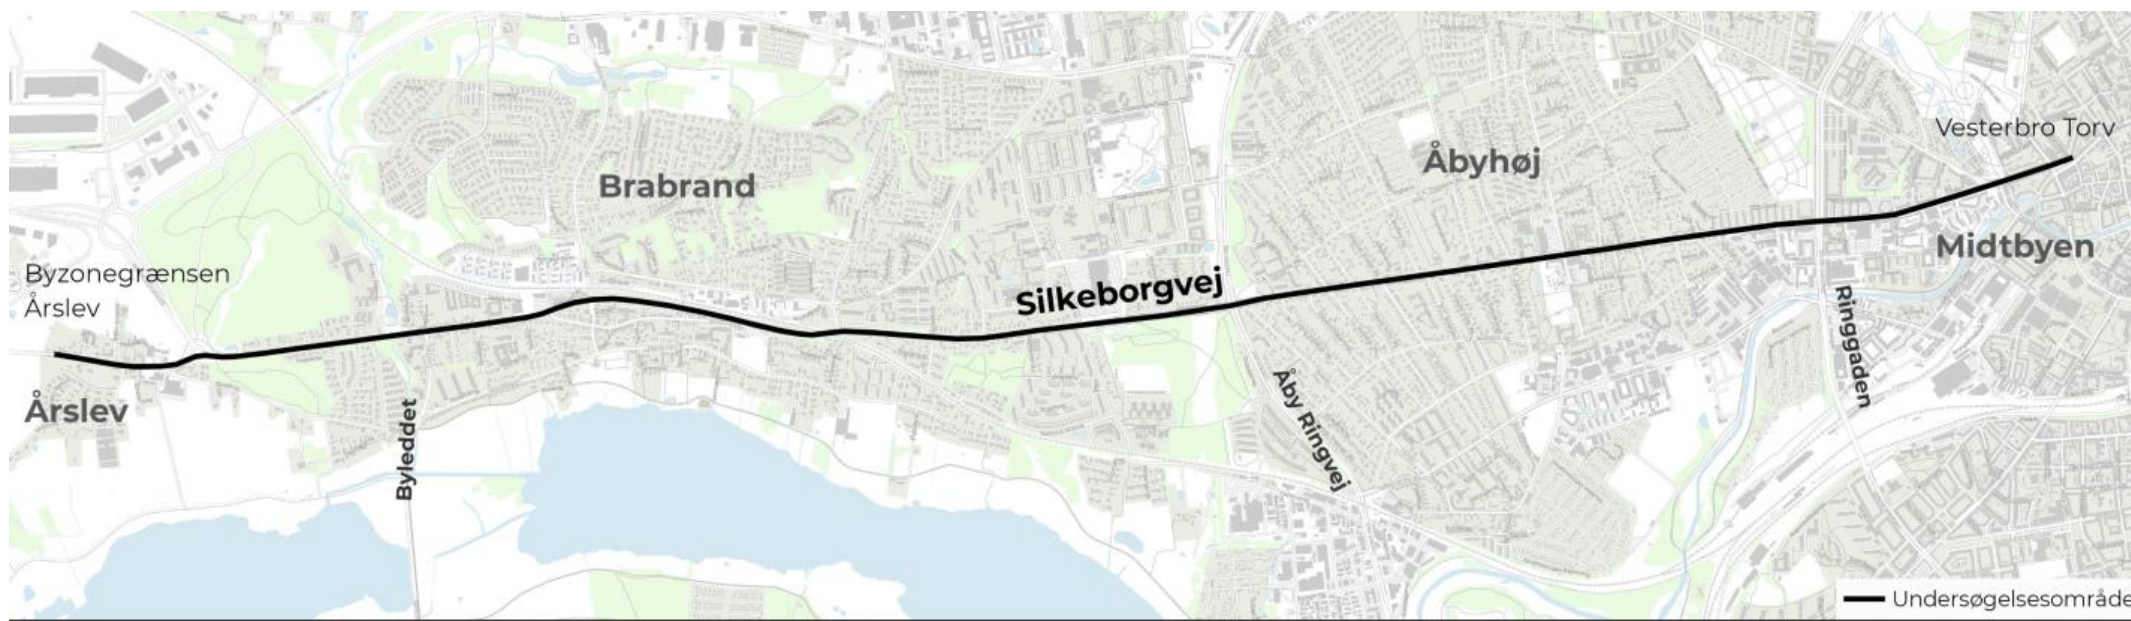 Vesterbro Torv
Åbyhøj
Brabrand
Midtbyen
Byzonegrænsen
Årslev
Silkeborgvej
Ringgaden
Åby Ringvej
Årslev
Byleddet
Undersøgelsesområde